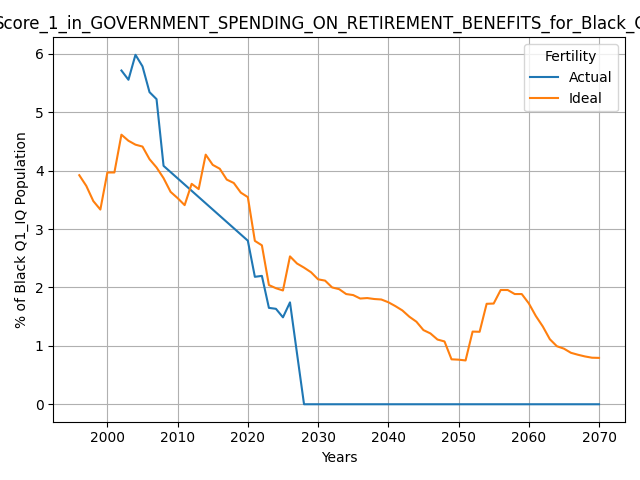 Score_1_in_GOVERNMENT_SPENDING_ON_RETIREMENT_BENEFITS_for_Black_
Fertility
Actual
Ideal
% of Black Q1_IQ Population
6
5
4
3
2
1
0
2000 2010 2020 2030 2040 2050 2060 2070
Years